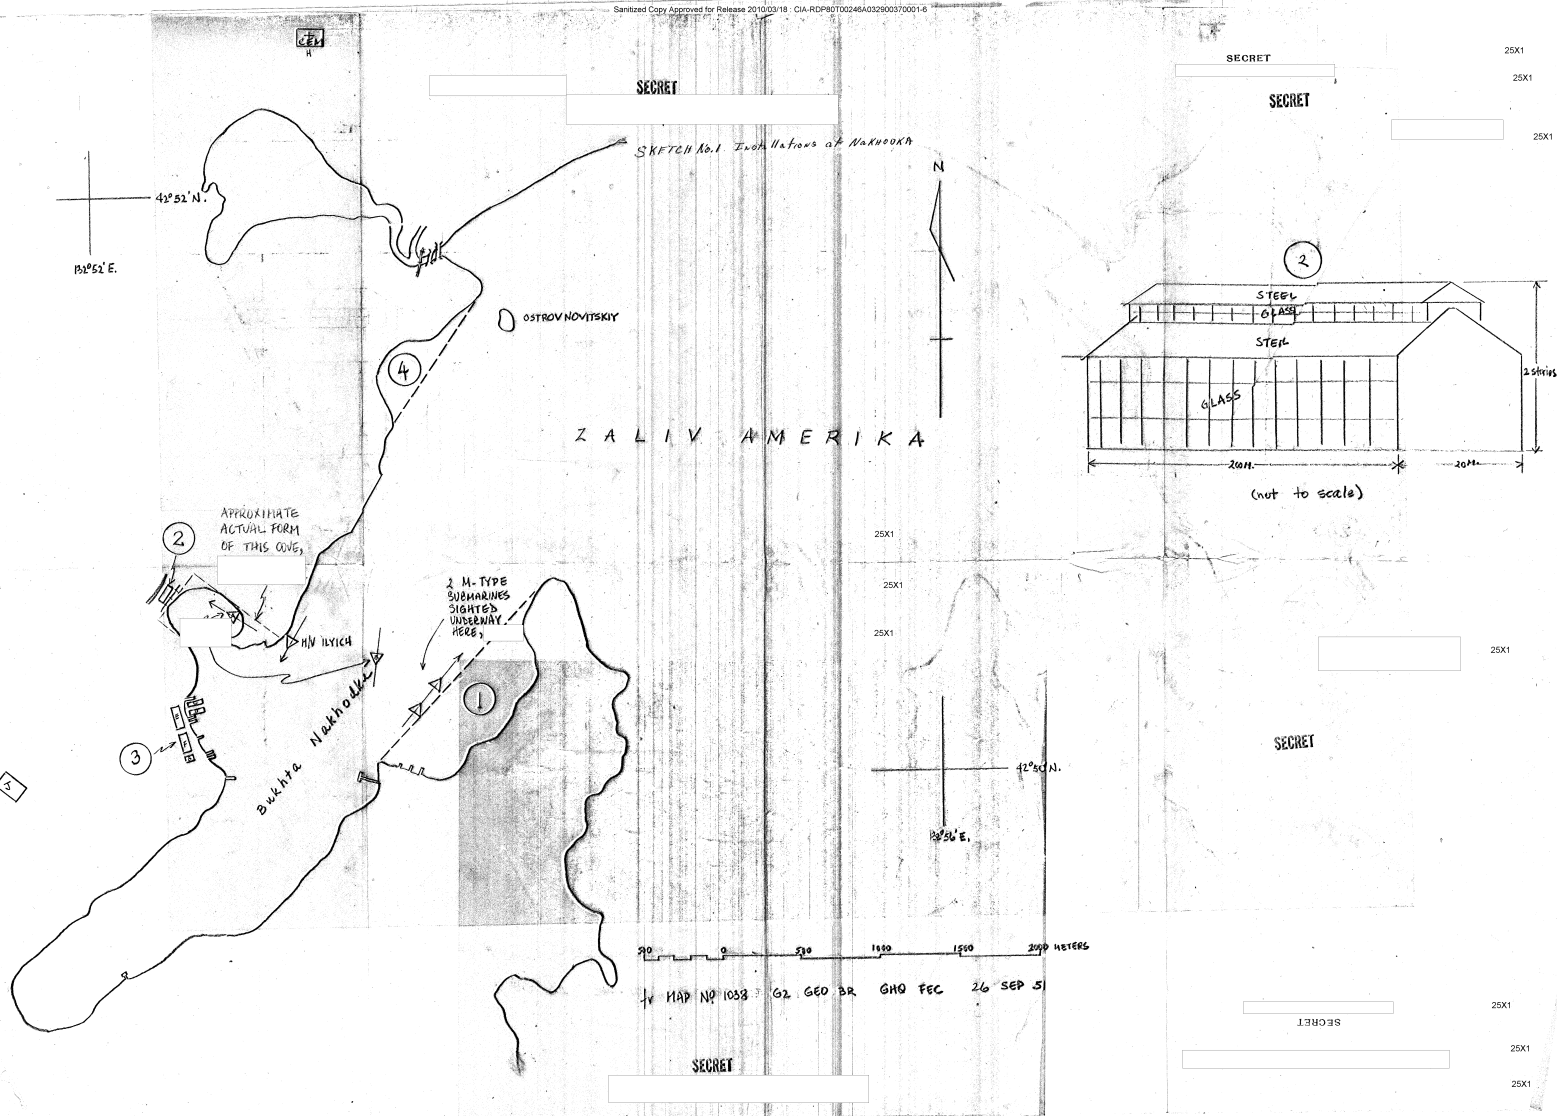 Sanitized Copy Approved for Release 2010/03/18 : CIA-RDP80T00246A032900370001-6
CEM
H
SECRET
SECRET
SECRET
25X1
25X1
25X1
SKETCH No.1 Installations at NAKHODKA
N
42°52'N.
132°52'E.
2
STEEL
GLASS
STEEL
GLASS
2 stories
200M.
20M.
(not to scale)
OSTROV NOVITSKIY
4
ZALIV AMERIKA
APPROXIMATE
ACTUAL FORM
OF THIS COVE,
2
M/V ILYICH
2 M-TYPE
SUBMARINES
SIGHTED
UNDERWAY
HERE,
25X1
25X1
25X1
25X1
1
Bukhta Nakhodka
3
J
SECRET
42°50'N.
132°56'E.
500 0 500 1000 1500 2000 METERS
MAP Nº 1038 G2 GEO BR GHQ FEC 26 SEP 51
SECRET
25X1
SECRET
25X1
25X1